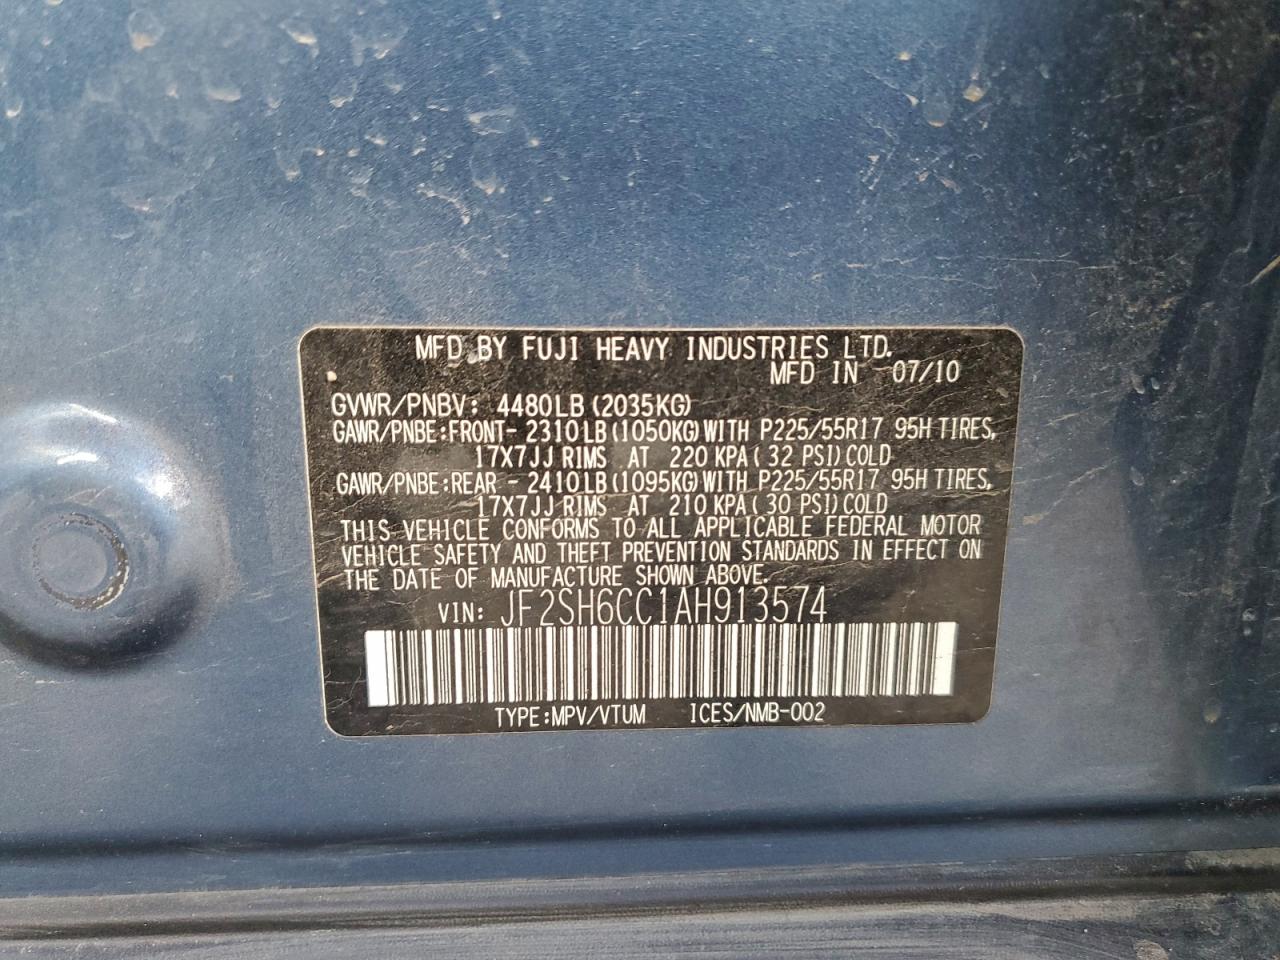 MFD BY FUJI HEAVY INDUSTRIES LTD.
MFD IN 07/10
GVWR/PNBV: 4480LB(2035KG)
GAWR/PNBE:FRONT- 2310LB(1050KG)WITH P225/55R17 95H TIRES,
17X7JJ RIMS AT 220 KPA( 32 PSI)COLD
GAWR/PNBE:REAR - 2410LB(1095KG)WITH P225/55R17 95H TIRES,
17X7JJ RIMS AT 210 KPA( 30 PSI)COLD
THIS VEHICLE CONFORMS TO ALL APPLICABLE FEDERAL MOTOR
VEHICLE SAFETY AND THEFT PREVENTION STANDARDS IN EFFECT ON
THE DATE OF MANUFACTURE SHOWN ABOVE.
VIN: JF2SH6CC1AH913574
TYPE:MPV/VTUM ICES/NMB-002